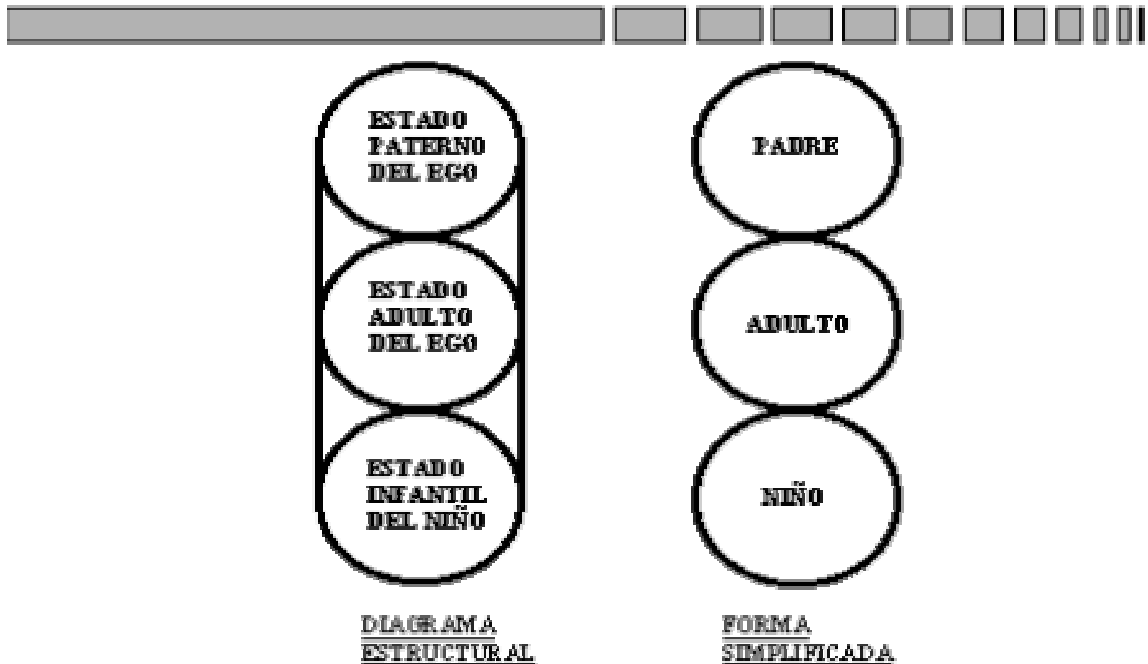 ESTADO
PATERNO
DEL EGO
ESTADO
ADULTO
DEL EGO
ESTADO
INFANTIL
DEL NIÑO
DIAGRAMA
ESTRUCTURAL
PADRE
ADULTO
NIÑO
FORMA
SIMPLIFICADA